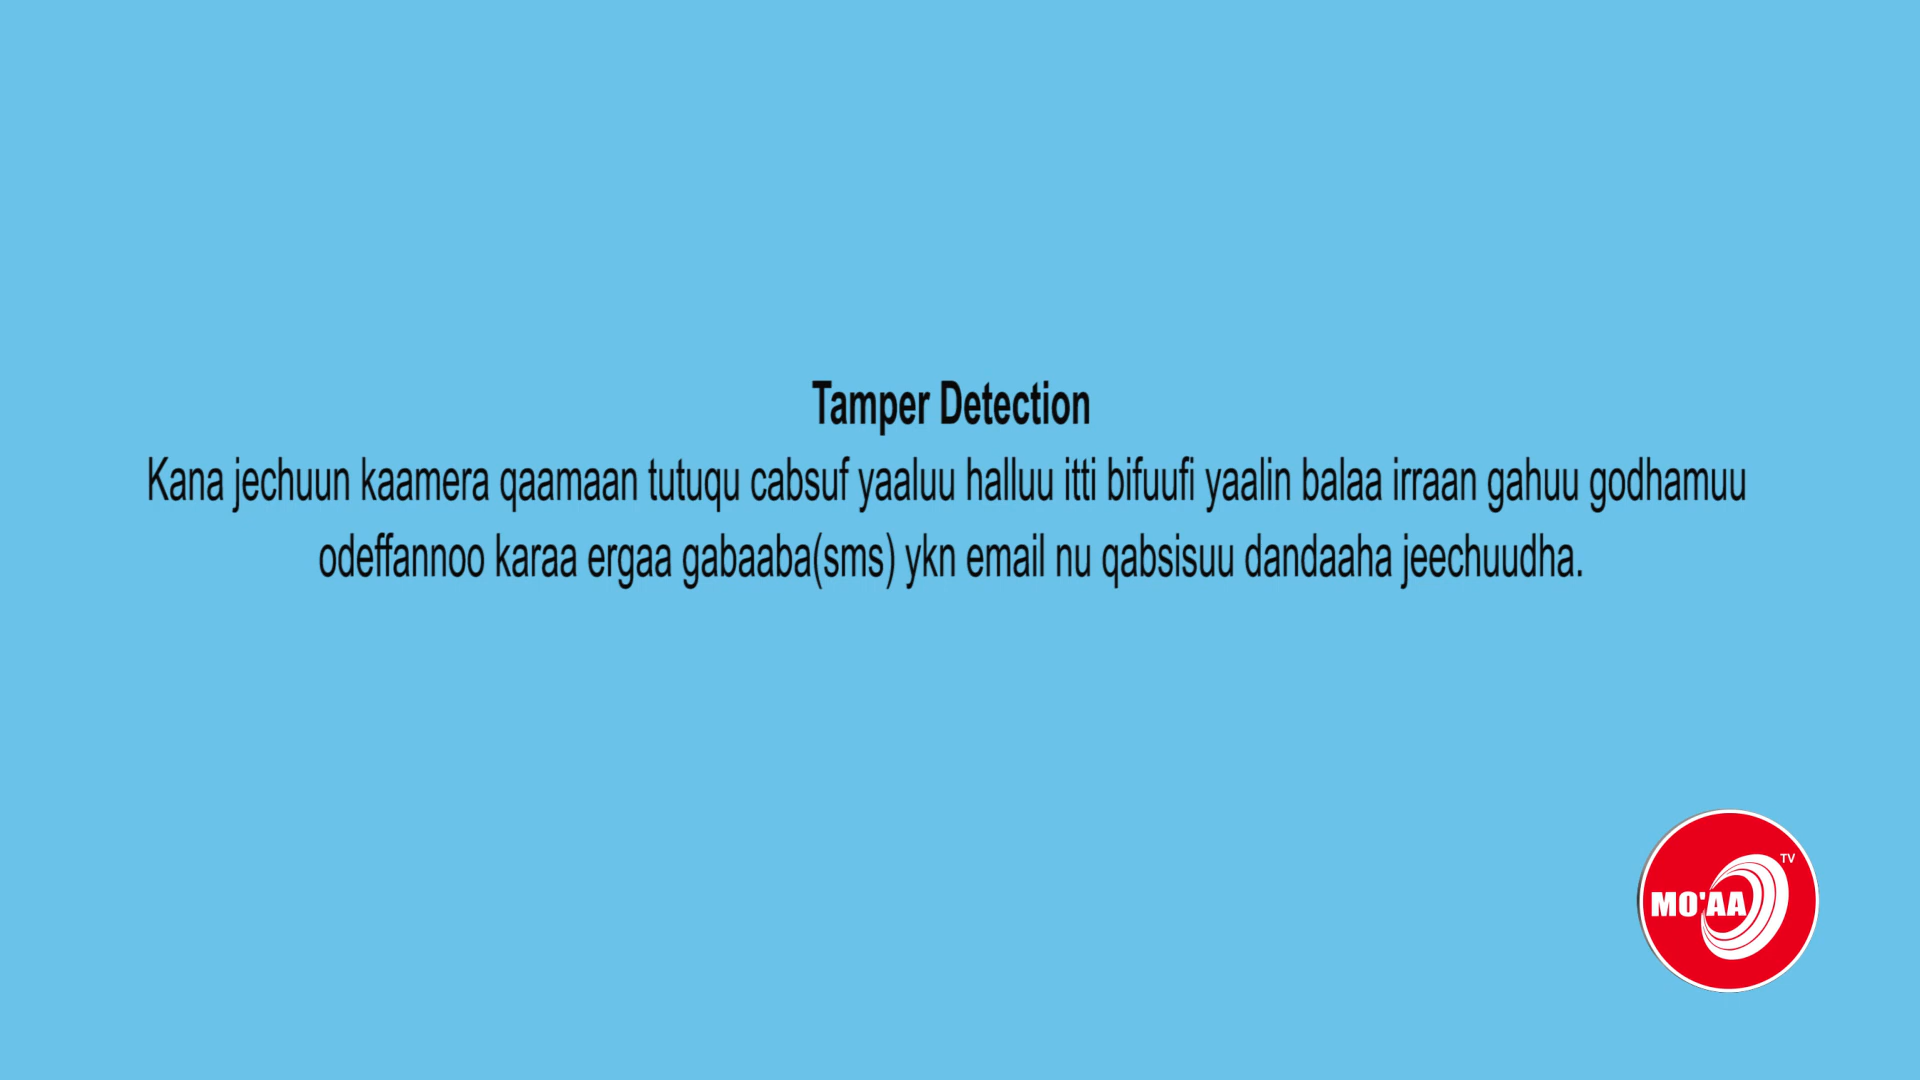 Tamper Detection
Kana jechuun kaamera qaamaan tutuqu cabsuf yaaluu halluu itti bifuufi yaalin balaa irraan gahuu godhamuu
odeffannoo karaa ergaa gabaaba(sms) ykn email nu qabsisuu dandaaha jeechuudha.
TV
MO'AA